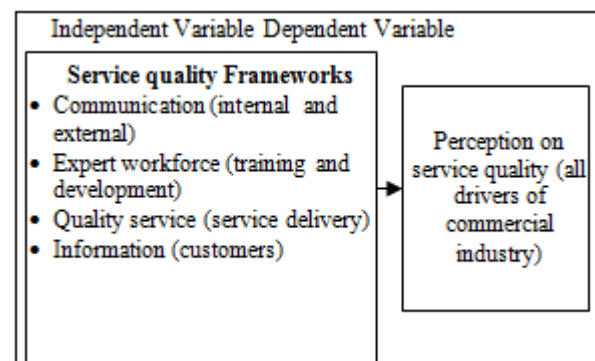 Independent Variable Dependent Variable
Service quality Frameworks
• Communication (internal and
external)
• Expert workforce (training and
development)
• Quality service (service delivery)
• Information (customers)
Perception on
service quality (all
drivers of
commercial
industry)